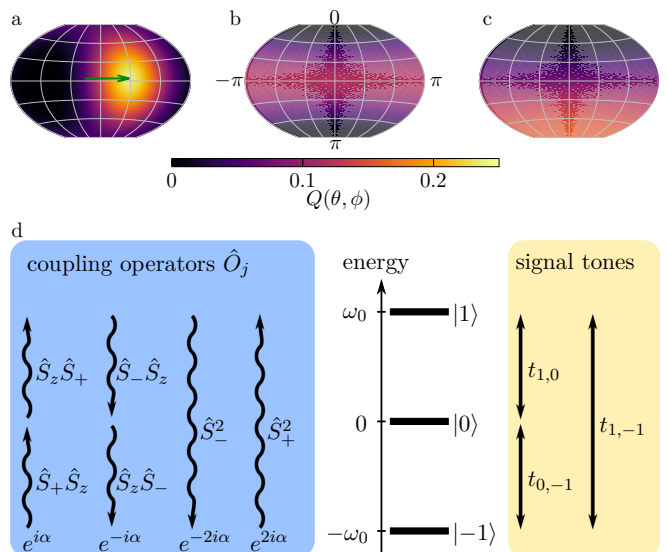 a
b
c
0
−π
π
π
0
0.1
0.2
Q(θ, ϕ)
d
coupling operators Ô_j
energy
signal tones
ω₀
|1⟩
Ŝ_zŜ_+
Ŝ_−Ŝ_z
t_{1,0}
Ŝ_−^2
Ŝ_+^2
0
|0⟩
t_{1,−1}
Ŝ_+Ŝ_z
Ŝ_zŜ_−
t_{0,−1}
−ω₀
|−1⟩
e^{iα}
e^{−iα}
e^{−2iα}
e^{2iα}